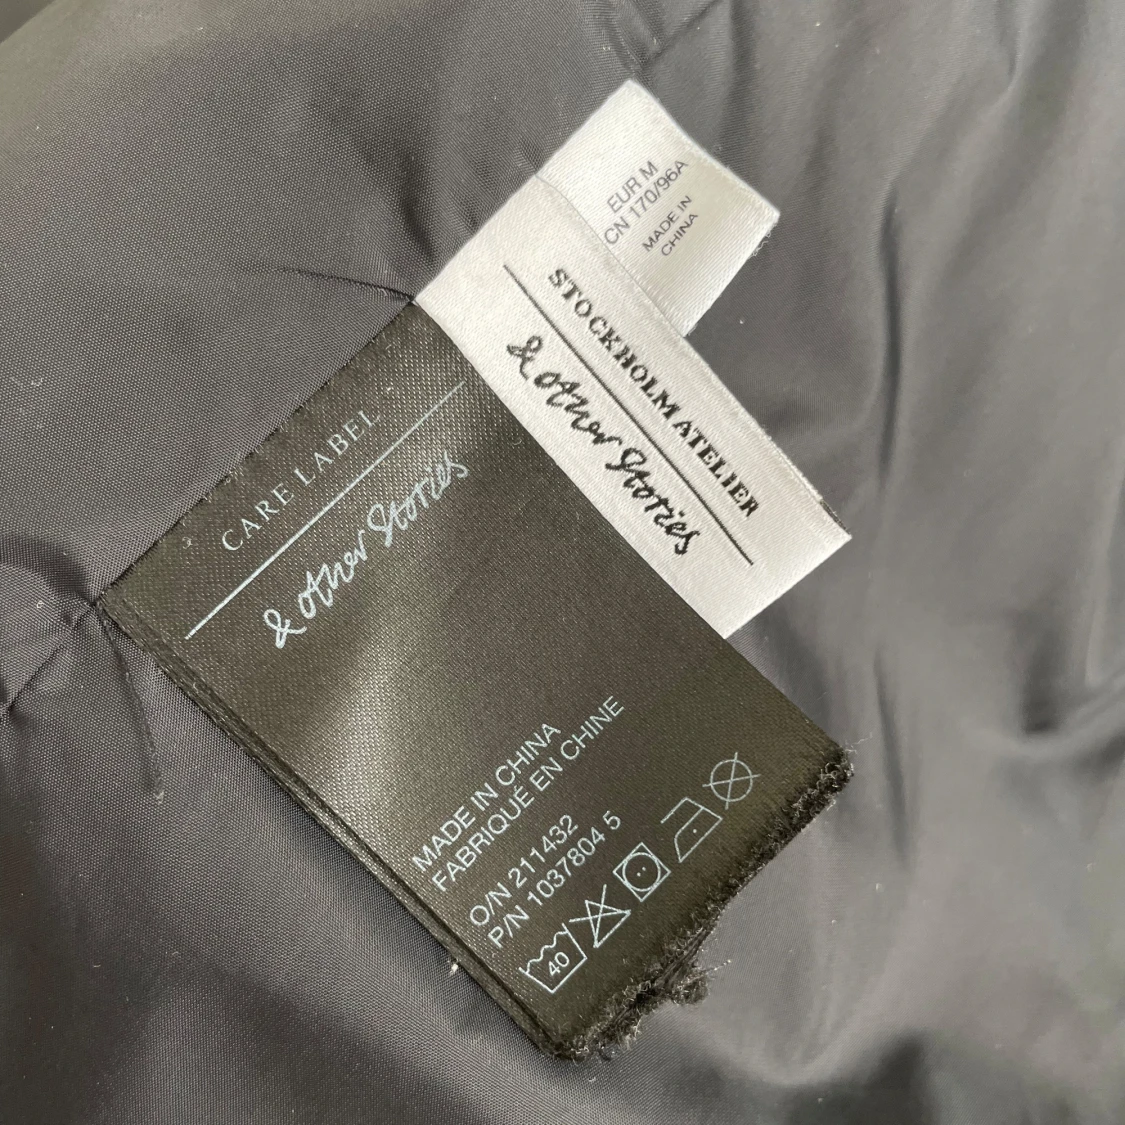 EUR M
CN 170/96A
MADE IN
CHINA
STOCKHOLM ATELIER
& Other Stories
CARE LABEL
& Other Stories
MADE IN CHINA
FABRIQUÉ EN CHINE
O/N 211432
P/N 1037804 5
40